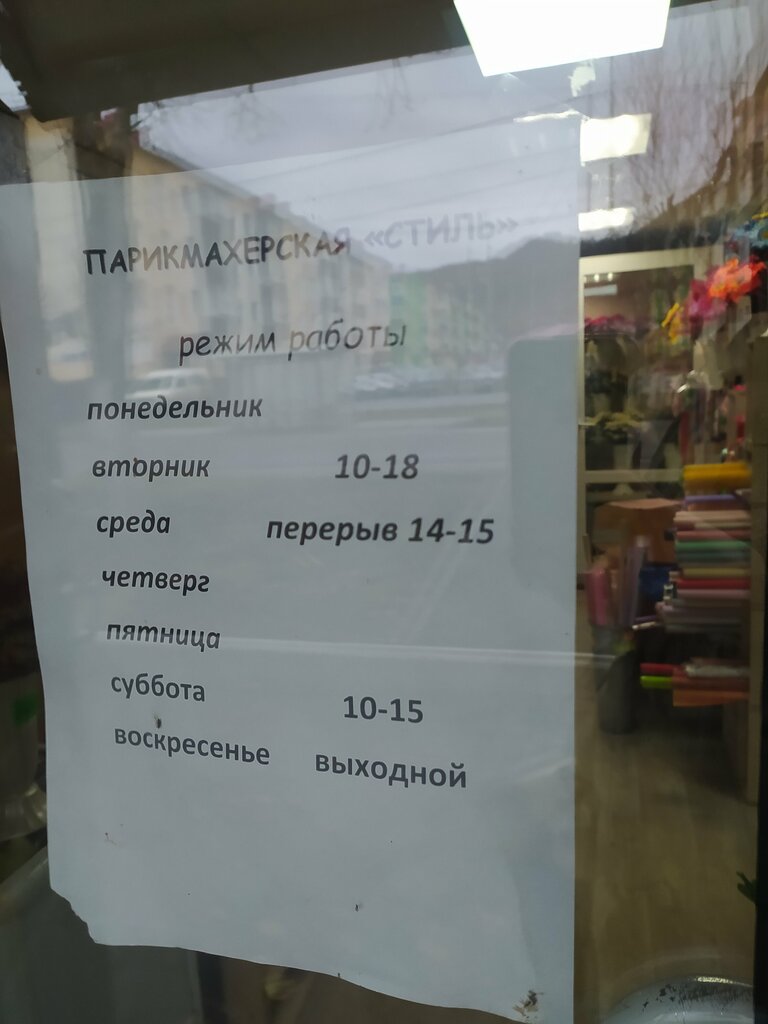 ПАРИКМАХЕРСКАЯ «СТИЛЬ»
режим работы
понедельник
вторник 10-18
среда перерыв 14-15
четверг
пятница
суббота 10-15
воскресенье выходной